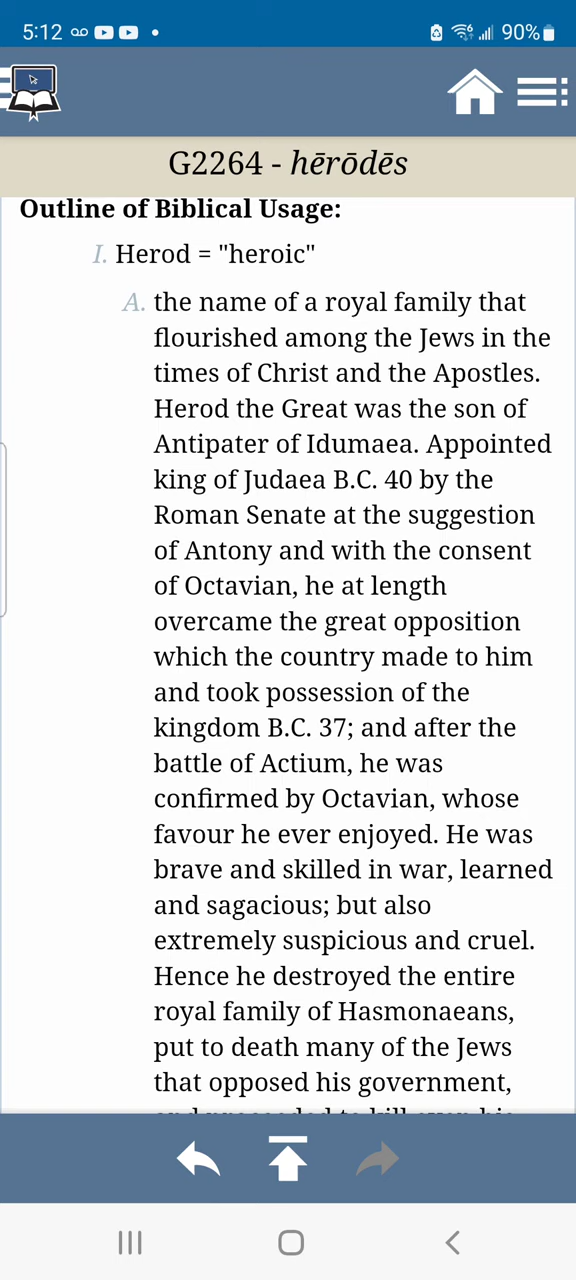 5:12
90%
G2264 - hērōdēs
Outline of Biblical Usage:
I. Herod = "heroic"
A. the name of a royal family that
flourished among the Jews in the
times of Christ and the Apostles.
Herod the Great was the son of
Antipater of Idumaea. Appointed
king of Judaea B.C. 40 by the
Roman Senate at the suggestion
of Antony and with the consent
of Octavian, he at length
overcame the great opposition
which the country made to him
and took possession of the
kingdom B.C. 37; and after the
battle of Actium, he was
confirmed by Octavian, whose
favour he ever enjoyed. He was
brave and skilled in war, learned
and sagacious; but also
extremely suspicious and cruel.
Hence he destroyed the entire
royal family of Hasmonaeans,
put to death many of the Jews
that opposed his government,